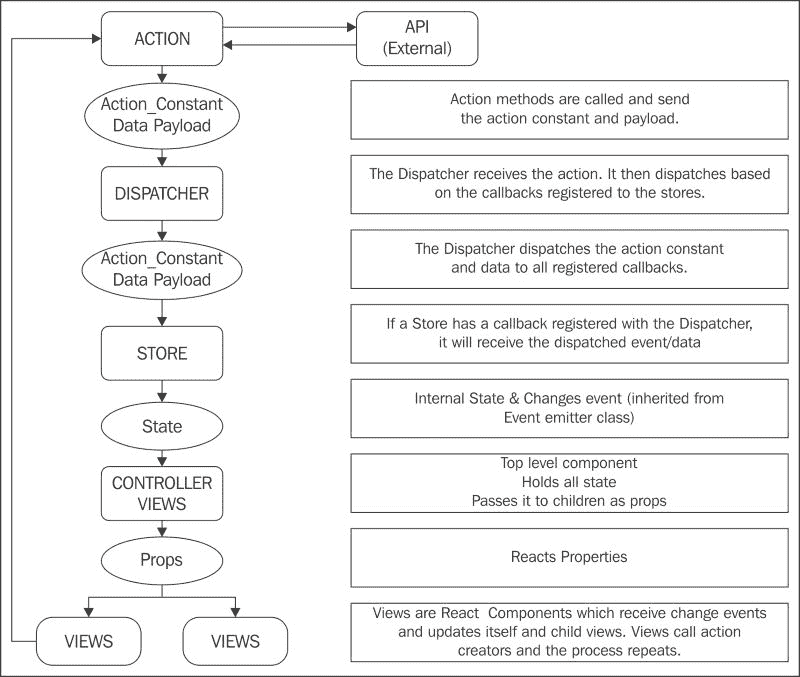 ACTION
API
(External)
Action_Constant
Data Payload
Action methods are called and send
the action constant and payload.
DISPATCHER
The Dispatcher receives the action. It then dispatches based
on the callbacks registered to the stores.
Action_Constant
Data Payload
The Dispatcher dispatches the action constant
and data to all registered callbacks.
STORE
If a Store has a callback registered with the Dispatcher,
it will receive the dispatched event/data
State
Internal State & Changes event (inherited from
Event emitter class)
CONTROLLER
VIEWS
Top level component
Holds all state
Passes it to children as props
Props
Reacts Properties
VIEWS
VIEWS
Views are React Components which receive change events
and updates itself and child views. Views call action
creators and the process repeats.